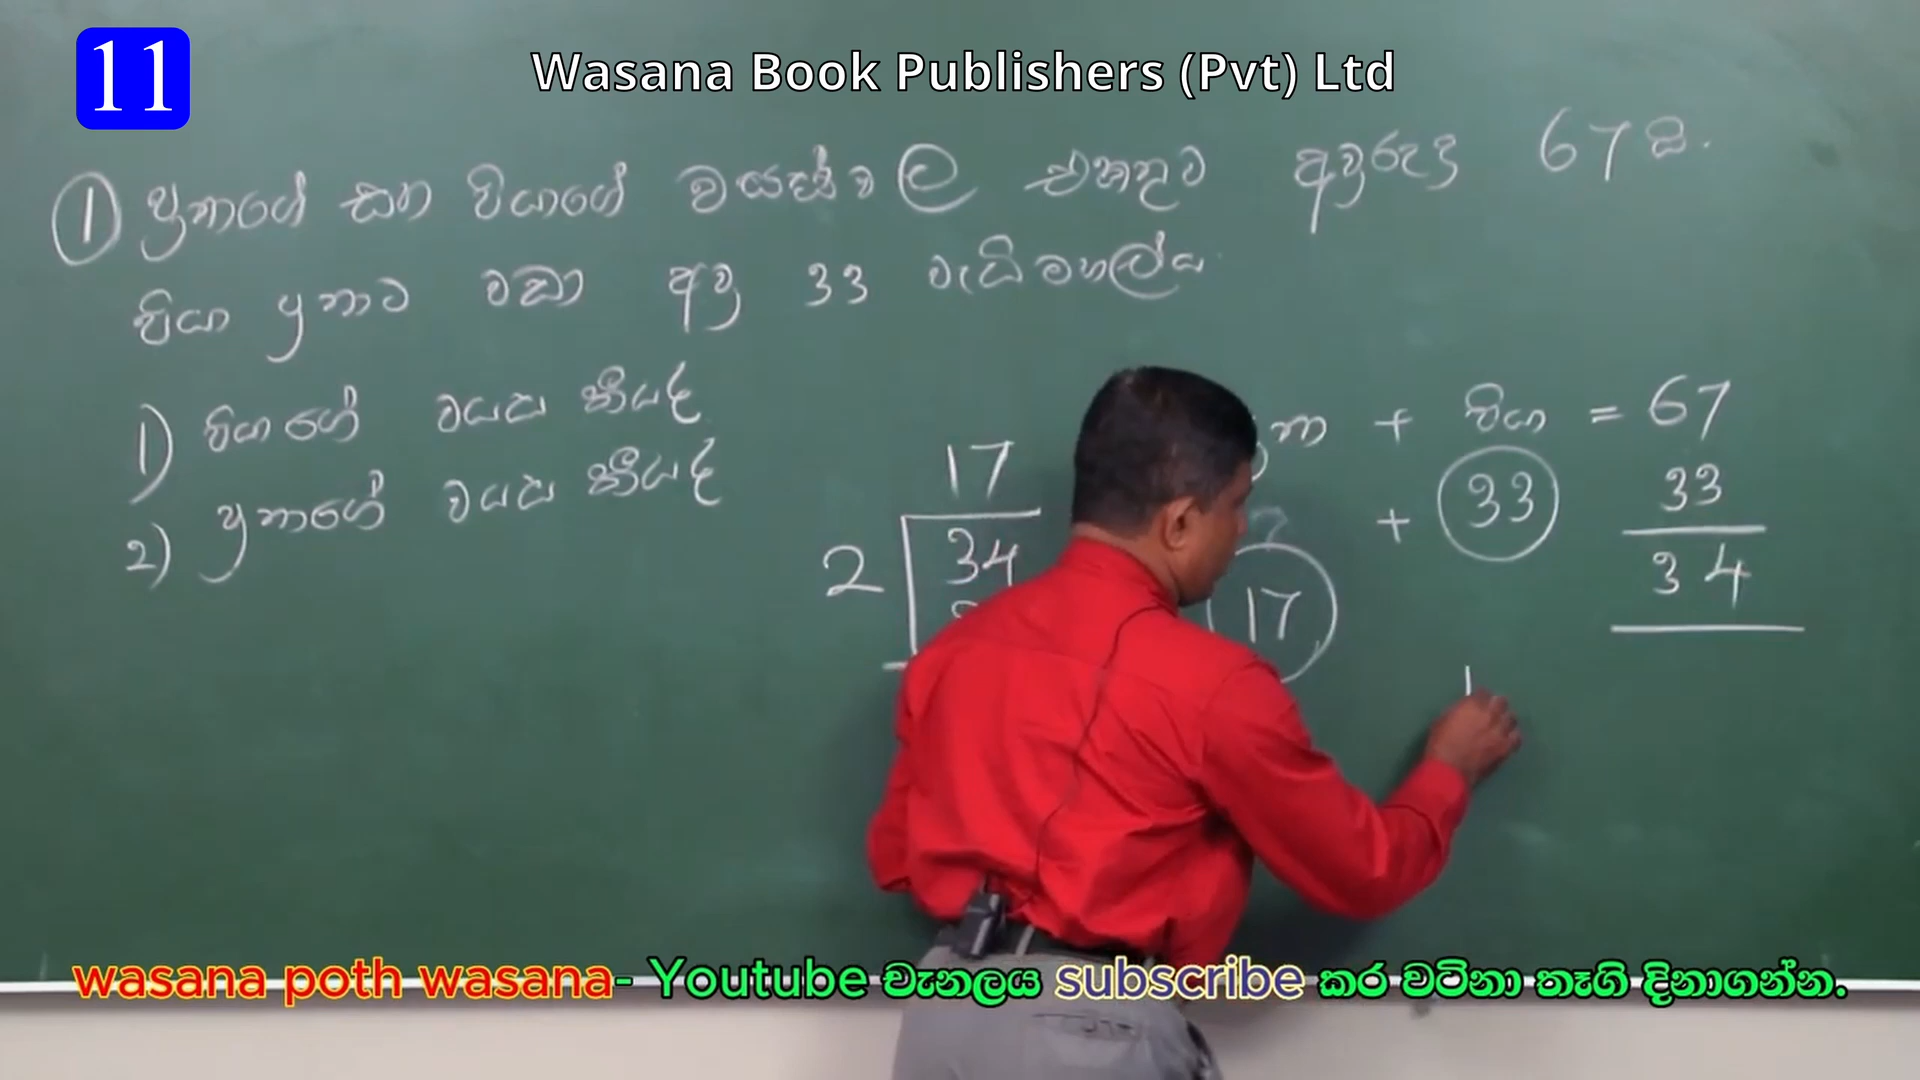 11
Wasana Book Publishers (Pvt) Ltd
① පුතාගේ සහ පියාගේ වයස්වල එකතුව අවුරුදු 67 යි.
පියා පුතාට වඩා අවු 33 වැඩිමහල්ය.
1) පියාගේ වයස කීයද
2) පුතාගේ වයස කීයද
තා + පියා = 67
+ 33 33
34
17
2 34
17
wasana poth wasana- Youtube චැනලය subscribe කර වටිනා තෑගි දිනාගන්න.